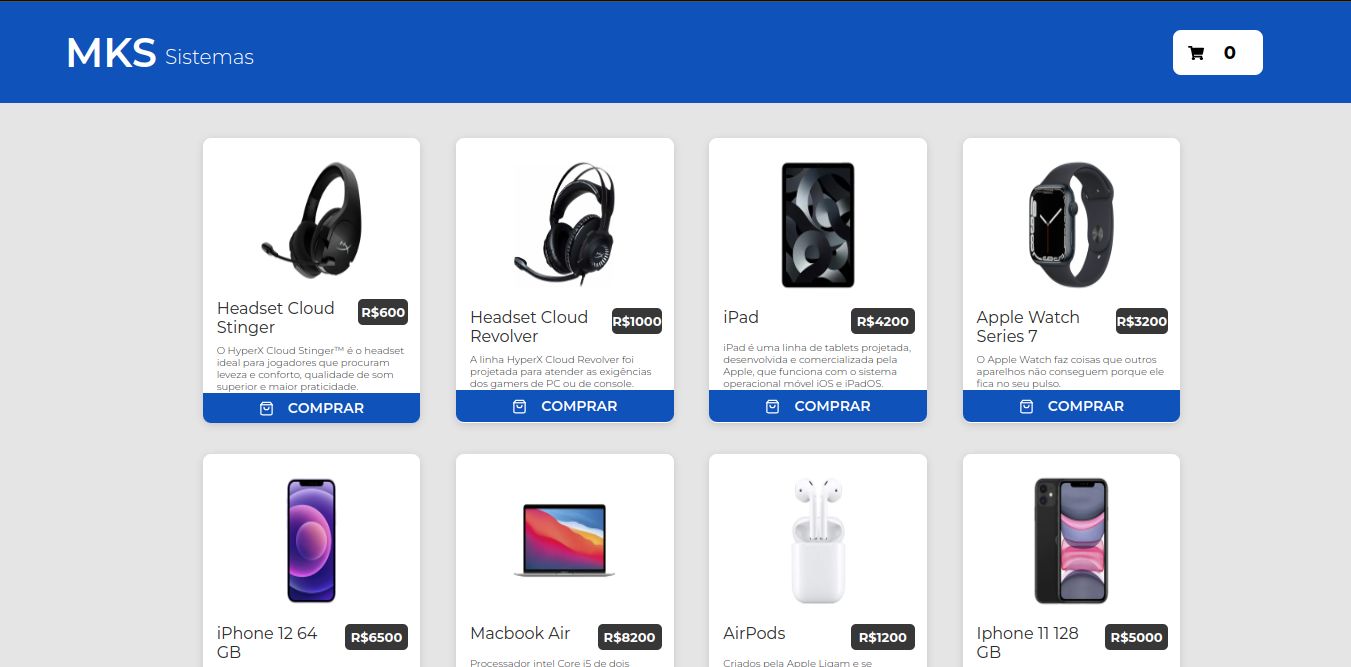 MKS Sistemas
0
Headset Cloud
Stinger
R$600
O HyperX Cloud Stinger™ é o headset
ideal para jogadores que procuram
leveza e conforto, qualidade de som
superior e maior praticidade.
COMPRAR
Headset Cloud
Revolver
R$1000
A linha HyperX Cloud Revolver foi
projetada para atender as exigências
dos gamers de PC ou de console.
COMPRAR
iPad
R$4200
iPad é uma linha de tablets projetada,
desenvolvida e comercializada pela
Apple, que funciona com o sistema
operacional móvel iOS e iPadOS.
COMPRAR
Apple Watch
Series 7
R$3200
O Apple Watch faz coisas que outros
aparelhos não conseguem porque ele
fica no seu pulso.
COMPRAR
iPhone 12 64
GB
R$6500
Macbook Air
R$8200
Processador intel Core i5 de dois
AirPods
R$1200
Criados pela Apple Ligam e se
Iphone 11 128
GB
R$5000